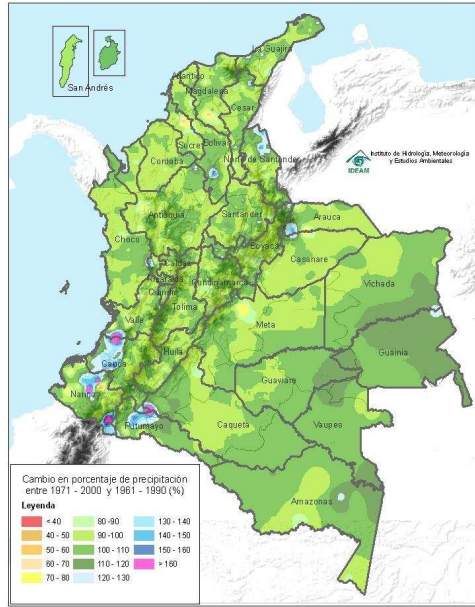 San Andrés
La Guajira
Atlántico
Magdalena
Cesar
Sucre
Bolívar
Córdoba
Norte de Santander
Instituto de Hidrología, Meteorología
y Estudios Ambientales
IDEAM
Antioquia
Santander
Arauca
Choco
Boyacá
Casanare
Caldas
Risaralda
Cundinamarca
Vichada
Quindío
Tolima
Valle
Meta
Guainía
Cauca
Huila
Guaviare
Nariño
Putumayo
Caquetá
Vaupes
Amazonas
Cambio en porcentaje de precipitación
entre 1971 - 2000 y 1961 - 1990 (%)
Leyenda
< 40 80 -90 130 - 140
40 - 50 90 -100 140 - 150
50 - 60 100 - 110 150 - 160
60 - 70 110 - 120 > 160
70 - 80 120 - 130